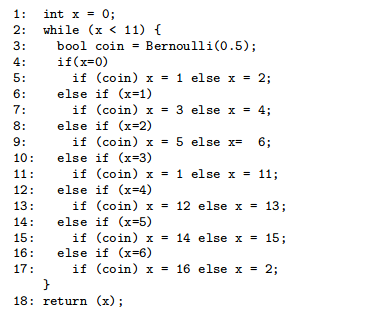 1: int x = 0;
2: while (x < 11) {
3: bool coin = Bernoulli(0.5);
4: if(x=0)
5: if (coin) x = 1 else x = 2;
6: else if (x=1)
7: if (coin) x = 3 else x = 4;
8: else if (x=2)
9: if (coin) x = 5 else x= 6;
10: else if (x=3)
11: if (coin) x = 1 else x = 11;
12: else if (x=4)
13: if (coin) x = 12 else x = 13;
14: else if (x=5)
15: if (coin) x = 14 else x = 15;
16: else if (x=6)
17: if (coin) x = 16 else x = 2;
}
18: return (x);